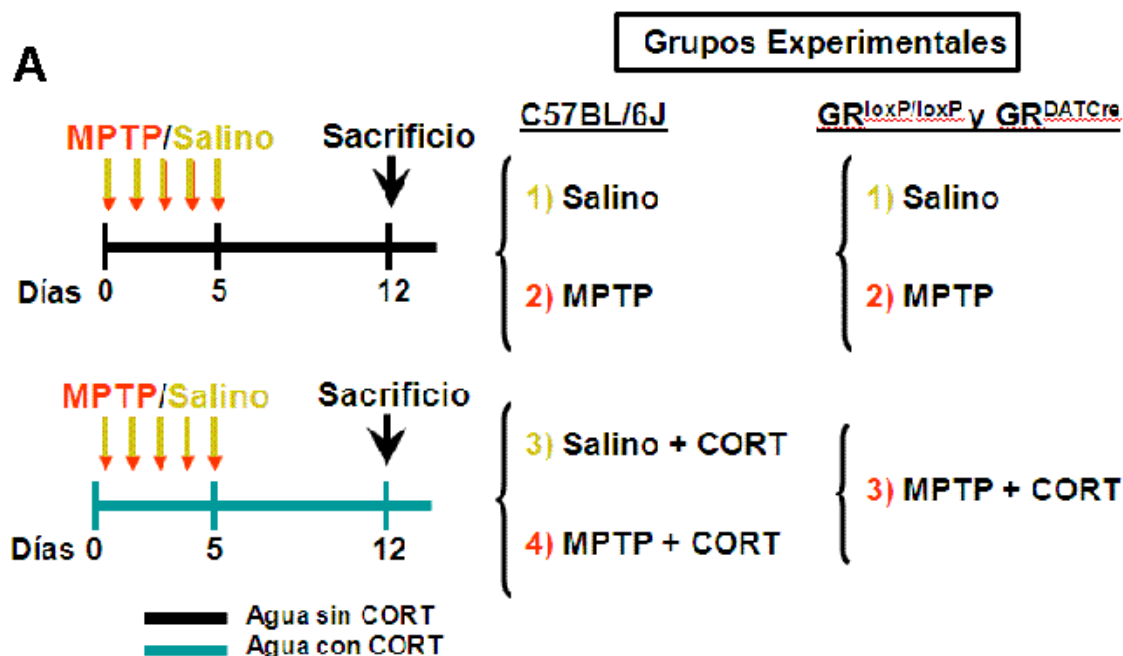 Grupos Experimentales
A
C57BL/6J
GRloxP/loxP y GRDATCre
MPTP/Salino
Sacrificio
1) Salino
1) Salino
2) MPTP
2) MPTP
Días 0 5 12
MPTP/Salino
Sacrificio
3) Salino + CORT
3) MPTP + CORT
4) MPTP + CORT
Días 0 5 12
Agua sin CORT
Agua con CORT